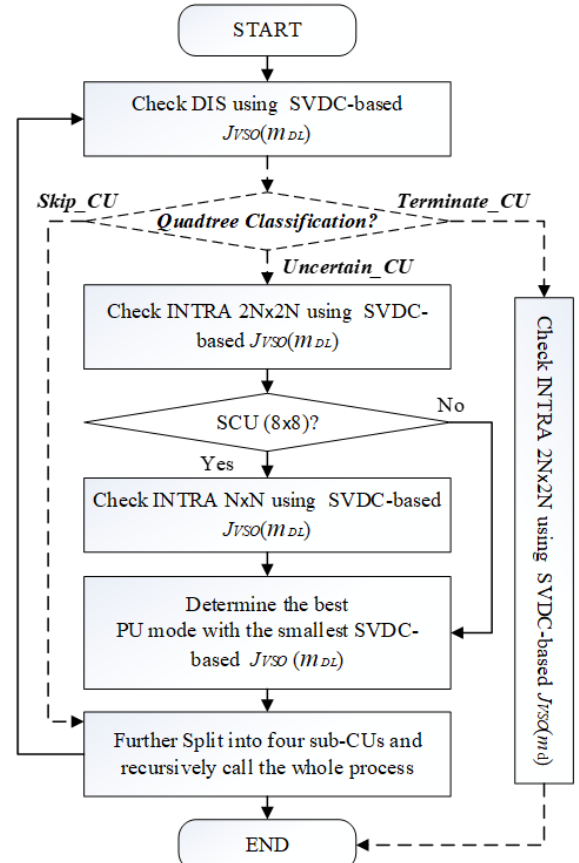 START
Check DIS using SVDC-based
JVSO(mDL)
Skip_CU
Terminate_CU
Quadtree Classification?
Uncertain_CU
Check INTRA 2Nx2N using SVDC-
based JVSO(mDL)
SCU (8x8)?
No
Yes
Check INTRA NxN using SVDC-based
JVSO(mDL)
Determine the best
PU mode with the smallest SVDC-
based JVSO (mDL)
Further Split into four sub-CUs and
recursively call the whole process
Check INTRA 2Nx2N using SVDC-based JVSO(md)
END